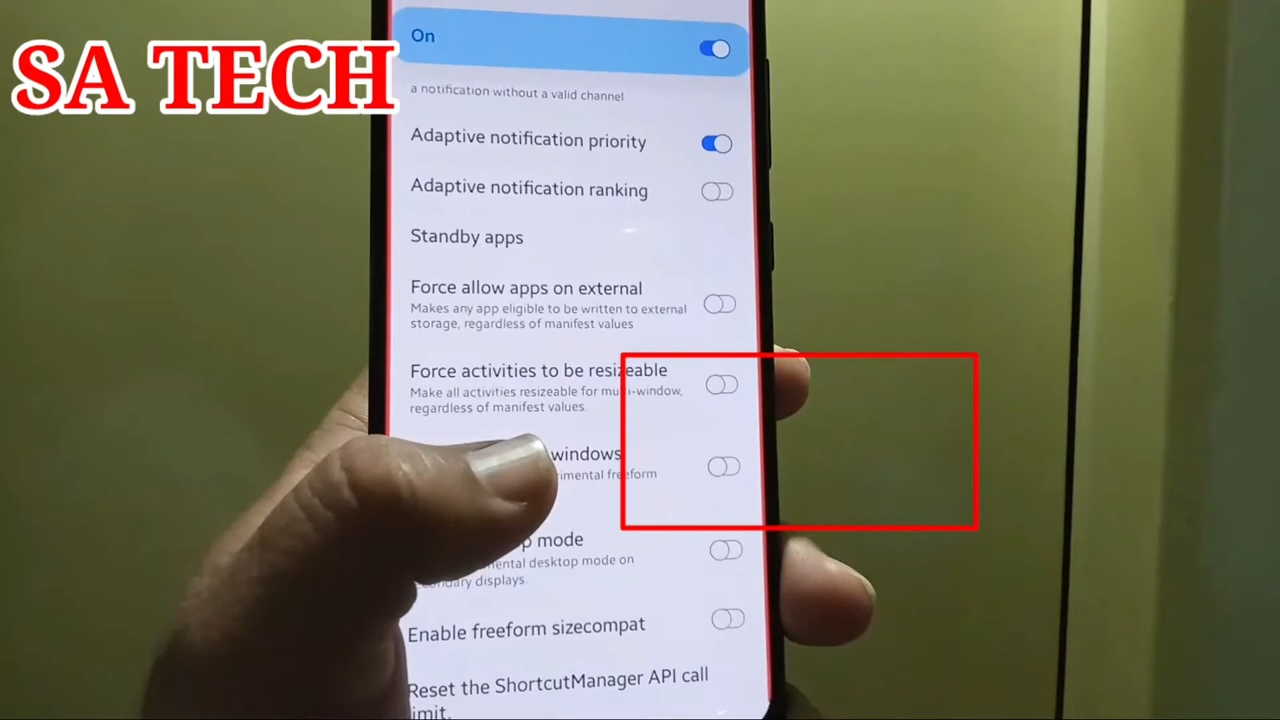 SA TECH
On
a notification without a valid channel
Adaptive notification priority
Adaptive notification ranking
Standby apps
Force allow apps on external
Makes any app eligible to be written to external
storage, regardless of manifest values
Force activities to be resizeable
Make all activities resizeable for multi-window,
regardless of manifest values.
windows
freeform
mode
desktop mode on
displays.
Enable freeform sizecompat
Reset the ShortcutManager API call
limit.